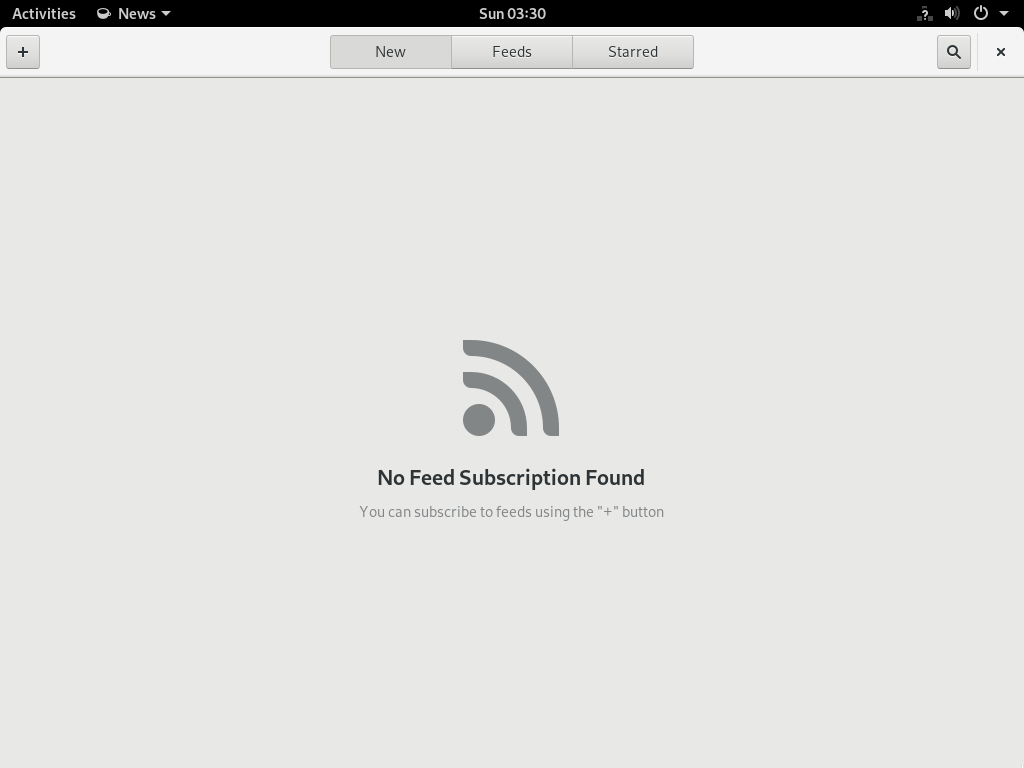 Activities News Sun 03:30
New Feeds Starred
No Feed Subscription Found
You can subscribe to feeds using the "+" button